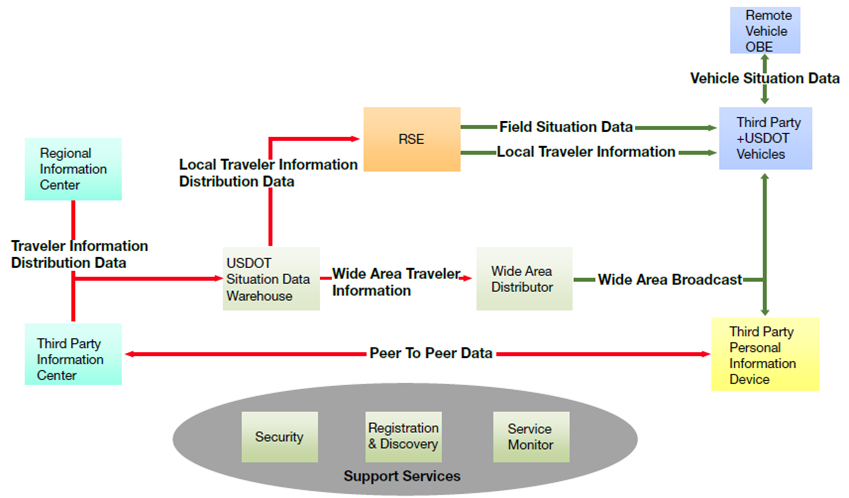 Remote
Vehicle
OBE
Vehicle Situation Data
Third Party
+USDOT
Vehicles
RSE
Field Situation Data
Local Traveler Information
Regional
Information
Center
Local Traveler Information
Distribution Data
Traveler Information
Distribution Data
USDOT
Situation Data
Warehouse
Wide Area Traveler
Information
Wide Area
Distributor
Wide Area Broadcast
Third Party
Information
Center
Peer To Peer Data
Third Party
Personal
Information
Device
Security
Registration
& Discovery
Service
Monitor
Support Services